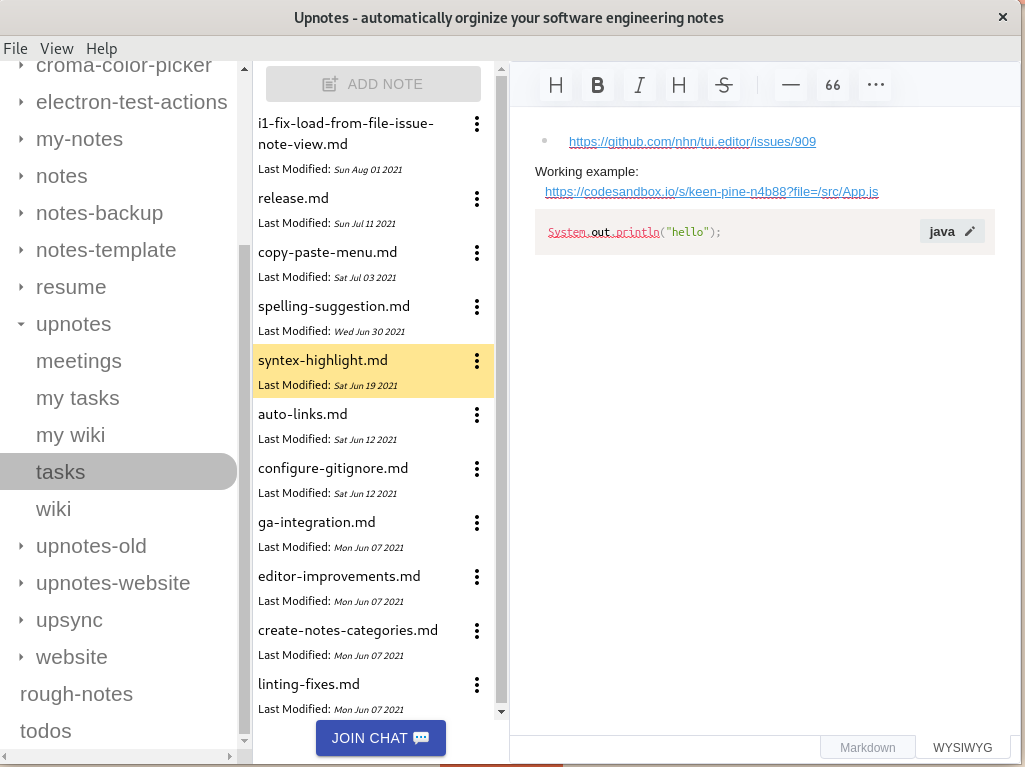 Upnotes - automatically orginize your software engineering notes
File View Help
croma-color-picker
electron-test-actions
my-notes
notes
notes-backup
notes-template
resume
upnotes
meetings
my tasks
my wiki
tasks
wiki
upnotes-old
upnotes-website
upsync
website
rough-notes
todos
ADD NOTE
i1-fix-load-from-file-issue-
note-view.md
Last Modified: Sun Aug 01 2021
release.md
Last Modified: Sun Jul 11 2021
copy-paste-menu.md
Last Modified: Sat Jul 03 2021
spelling-suggestion.md
Last Modified: Wed Jun 30 2021
syntex-highlight.md
Last Modified: Sat Jun 19 2021
auto-links.md
Last Modified: Sat Jun 12 2021
configure-gitignore.md
Last Modified: Sat Jun 12 2021
ga-integration.md
Last Modified: Mon Jun 07 2021
editor-improvements.md
Last Modified: Mon Jun 07 2021
create-notes-categories.md
Last Modified: Mon Jun 07 2021
linting-fixes.md
Last Modified: Mon Jun 07 2021
JOIN CHAT
H B I H S — 66 ...
https://github.com/nhn/tui.editor/issues/909
Working example:
https://codesandbox.io/s/keen-pine-n4b88?file=/src/App.js
System.out.println("hello");
java
Markdown WYSIWYG